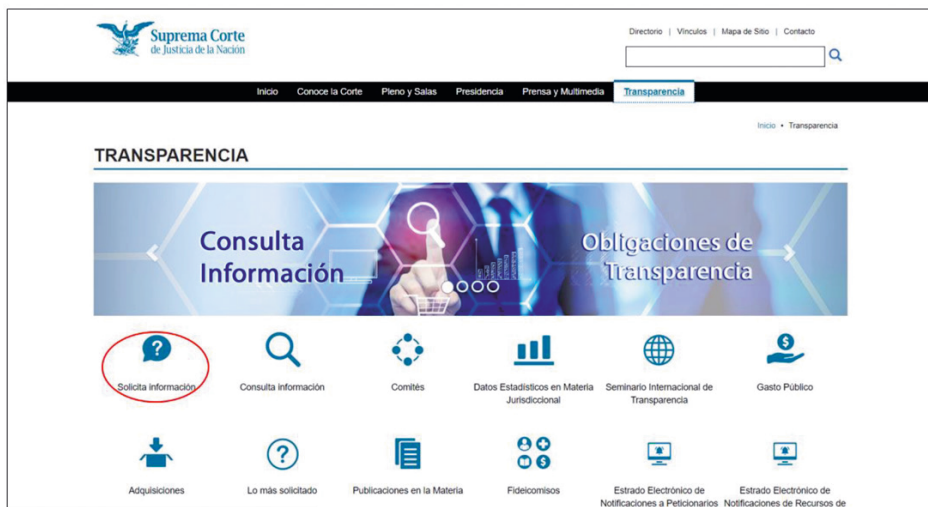 Suprema Corte
de Justicia de la Nación
Directorio | Vínculos | Mapa de Sitio | Contacto
Inicio Conoce la Corte Pleno y Salas Presidencia Prensa y Multimedia Transparencia
Inicio • Transparencia
TRANSPARENCIA
Consulta
Información
Obligaciones de
Transparencia
Solicita información
Consulta información
Comités
Datos Estadísticos en Materia
Jurisdiccional
Seminario Internacional de
Transparencia
Gasto Público
Adquisiciones
Lo más solicitado
Publicaciones en la Materia
Fideicomisos
Estrado Electrónico de
Notificaciones a Peticionarios
Estrado Electrónico de
Notificaciones de Recursos de